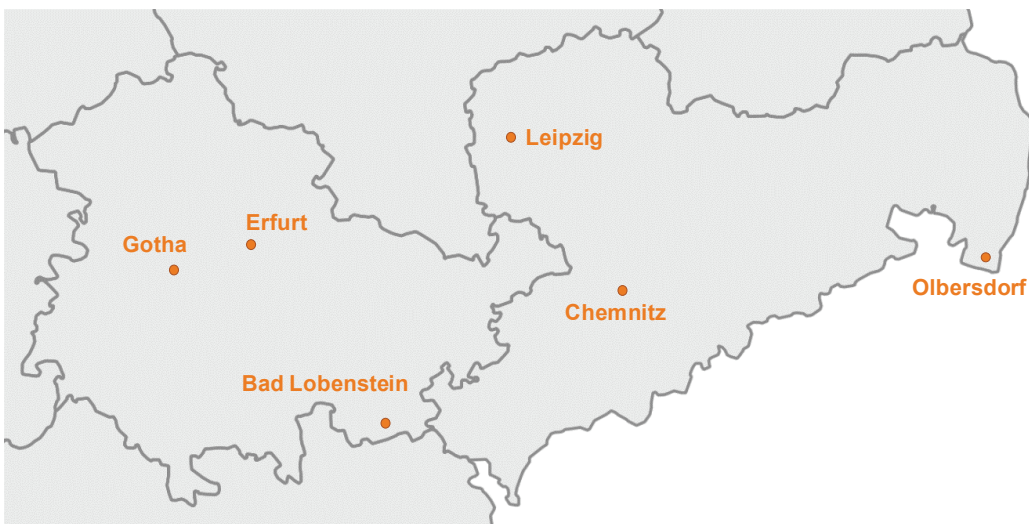 Leipzig
Erfurt
Gotha
Olbersdorf
Chemnitz
Bad Lobenstein